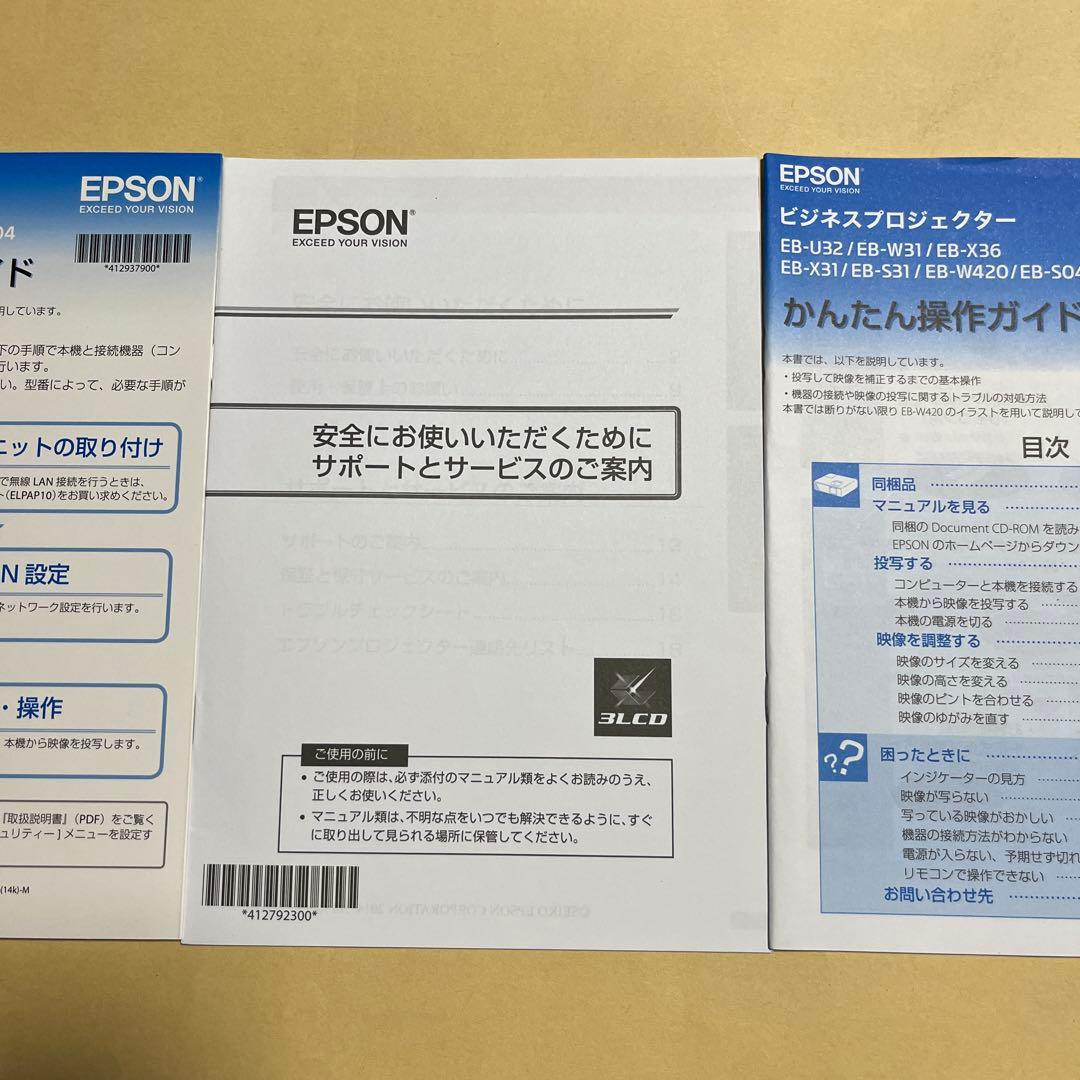 EPSON
EXCEED YOUR VISION
04
*412937900*
イド
明しています。
下の手順で本機と接続機器（コン
行います。
い。型番によって、必要な手順が
ニットの取り付け
で無線 LAN 接続を行うときは、
ト(ELPAP10)をお買い求めください。
N 設定
ネットワーク設定を行います。
・操作
本機から映像を投写します。
『取扱説明書』（PDF）をご覧く
ュリティー］メニューを設定す
(14k)-M
EPSON
EXCEED YOUR VISION
安全にお使いいただくために
サポートとサービスのご案内
3LCD
ご使用の前に
• ご使用の際は、必ず添付のマニュアル類をよくお読みのうえ、
正しくお使いください。
• マニュアル類は、不明な点をいつでも解決できるように、すぐ
に取り出して見られる場所に保管してください。
*412792300*
EPSON
EXCEED YOUR VISION
ビジネスプロジェクター
EB-U32 / EB-W31 / EB-X36
EB-X31 / EB-S31 / EB-W420 / EB-S04
かんたん操作ガイド
本書では、以下を説明しています。
・投写して映像を補正するまでの基本操作
・機器の接続や映像の投写に関するトラブルの対処方法
本書では断りがない限り EB-W420 のイラストを用いて説明して
目次
同梱品
マニュアルを見る
同梱の Document CD-ROM を読み
EPSON のホームページからダウン
投写する
コンピューターと本機を接続する
本機から映像を投写する
本機の電源を切る
映像を調整する
映像のサイズを変える
映像の高さを変える
映像のピントを合わせる
映像のゆがみを直す
??
困ったときに
インジケーターの見方
映像が写らない
写っている映像がおかしい
機器の接続方法がわからない
電源が入らない、予期せず切れ
リモコンで操作できない
お問い合わせ先